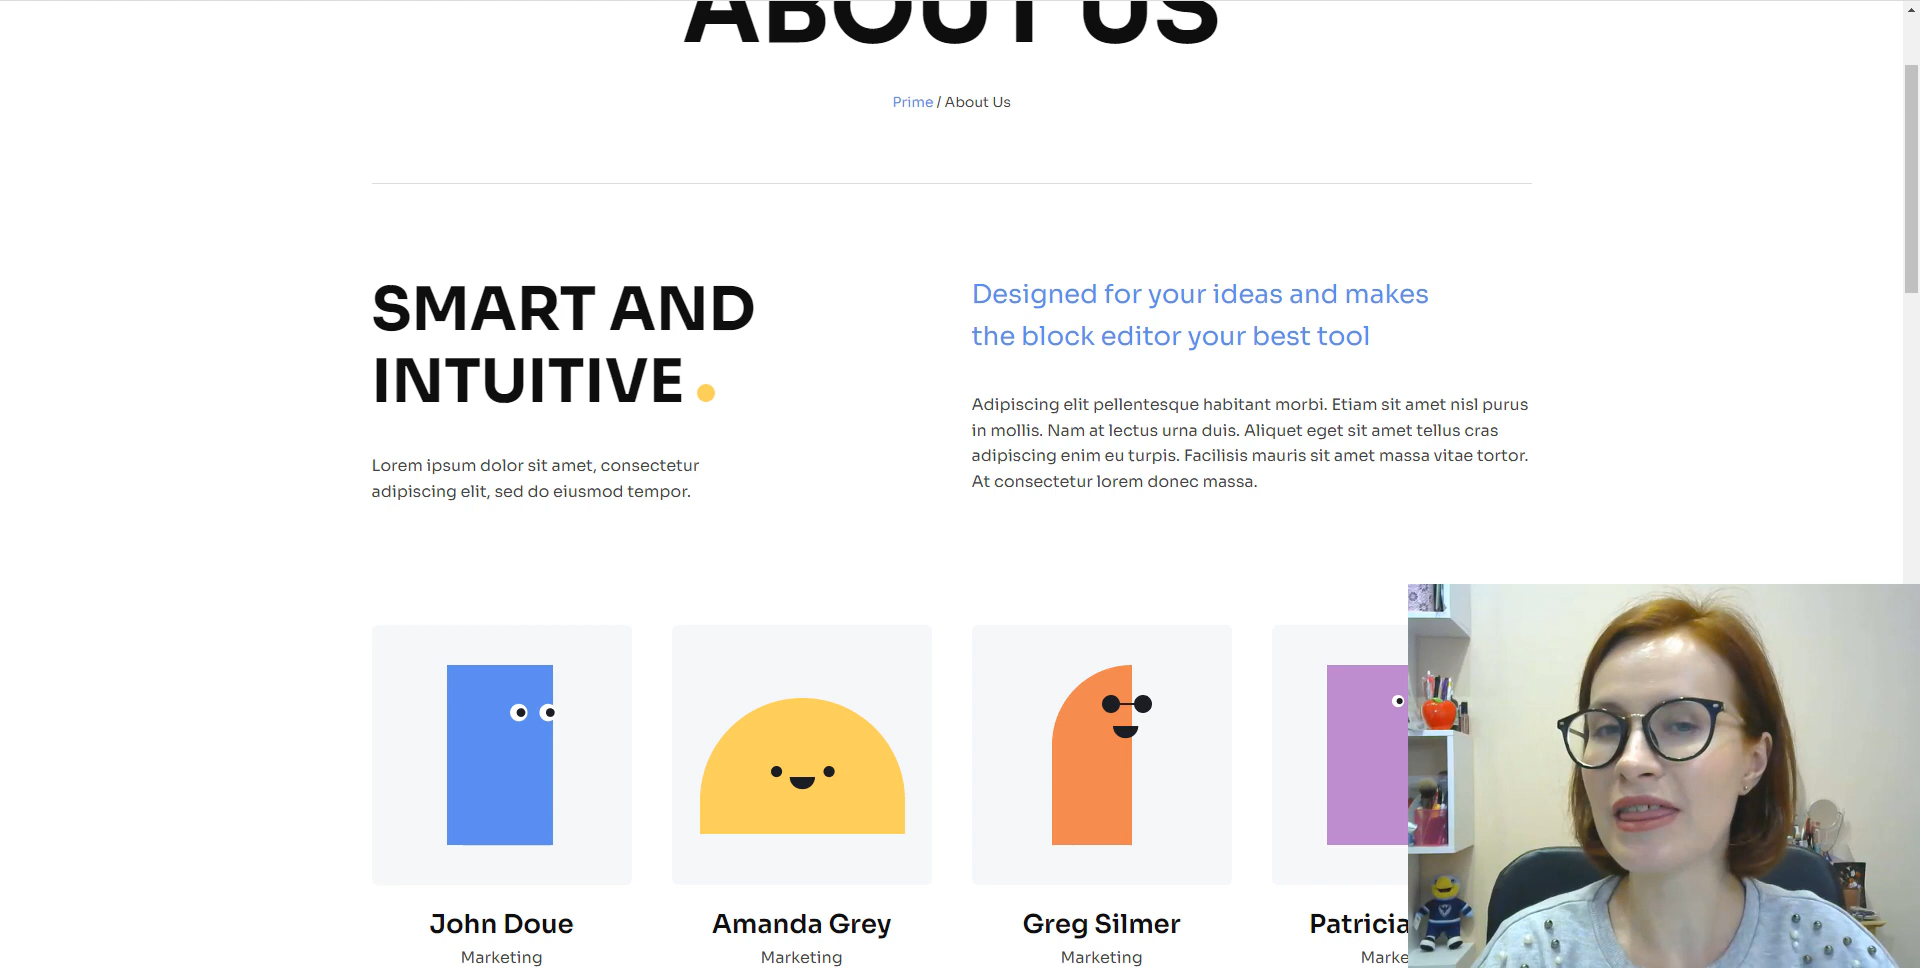 ABOUT US
Prime / About Us
SMART AND
INTUITIVE
Lorem ipsum dolor sit amet, consectetur
adipiscing elit, sed do eiusmod tempor.
Designed for your ideas and makes
the block editor your best tool
Adipiscing elit pellentesque habitant morbi. Etiam sit amet nisl purus
in mollis. Nam at lectus urna duis. Aliquet eget sit amet tellus cras
adipiscing enim eu turpis. Facilisis mauris sit amet massa vitae tortor.
At consectetur lorem donec massa.
John Doue
Marketing
Amanda Grey
Marketing
Greg Silmer
Marketing
Patricia
Marke